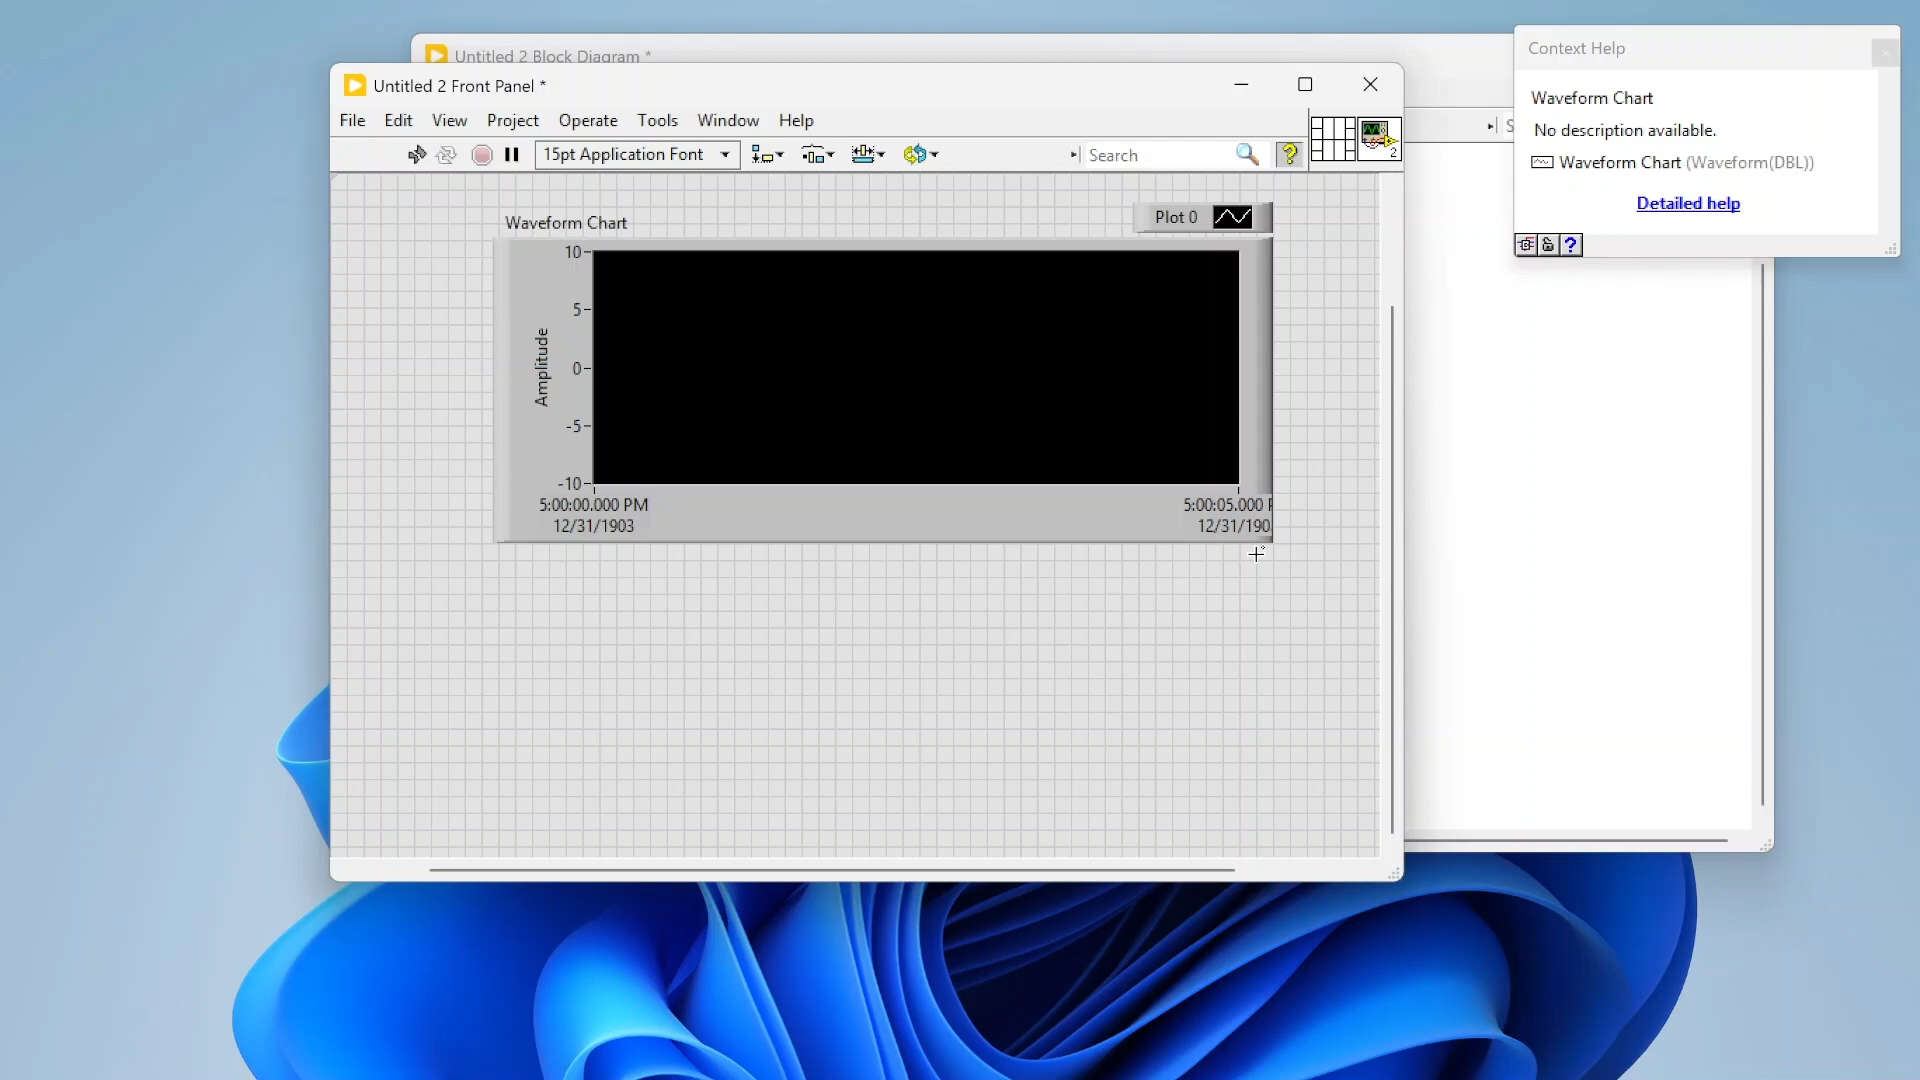 Untitled 2 Block Diagram *
Context Help
Untitled 2 Front Panel *
Waveform Chart
No description available.
Waveform Chart (Waveform(DBL))
Detailed help
?
File Edit View Project Operate Tools Window Help
15pt Application Font
Search
?
2
S
Waveform Chart
Plot 0
10
5
0
-5
-10
Amplitude
5:00:00.000 PM
12/31/1903
5:00:05.000 P
12/31/190